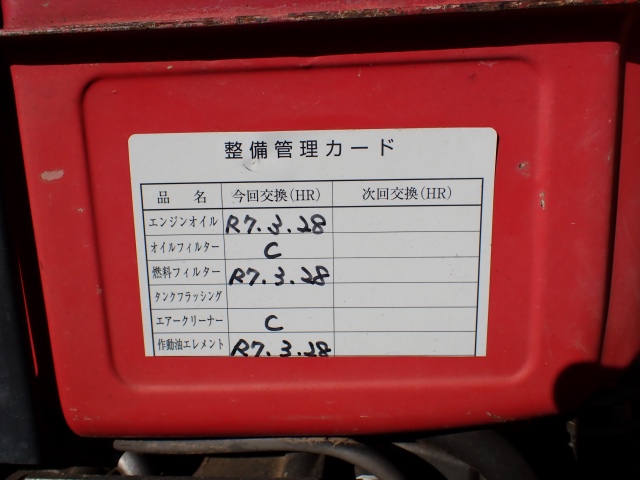 整備管理カード
品名 今回交換(HR) 次回交換(HR)
エンジンオイル R7.3.28
オイルフィルター C
燃料フィルター R7.3.28
タンクフラッシング
エアークリーナー C
作動油エレメント R7.3.28